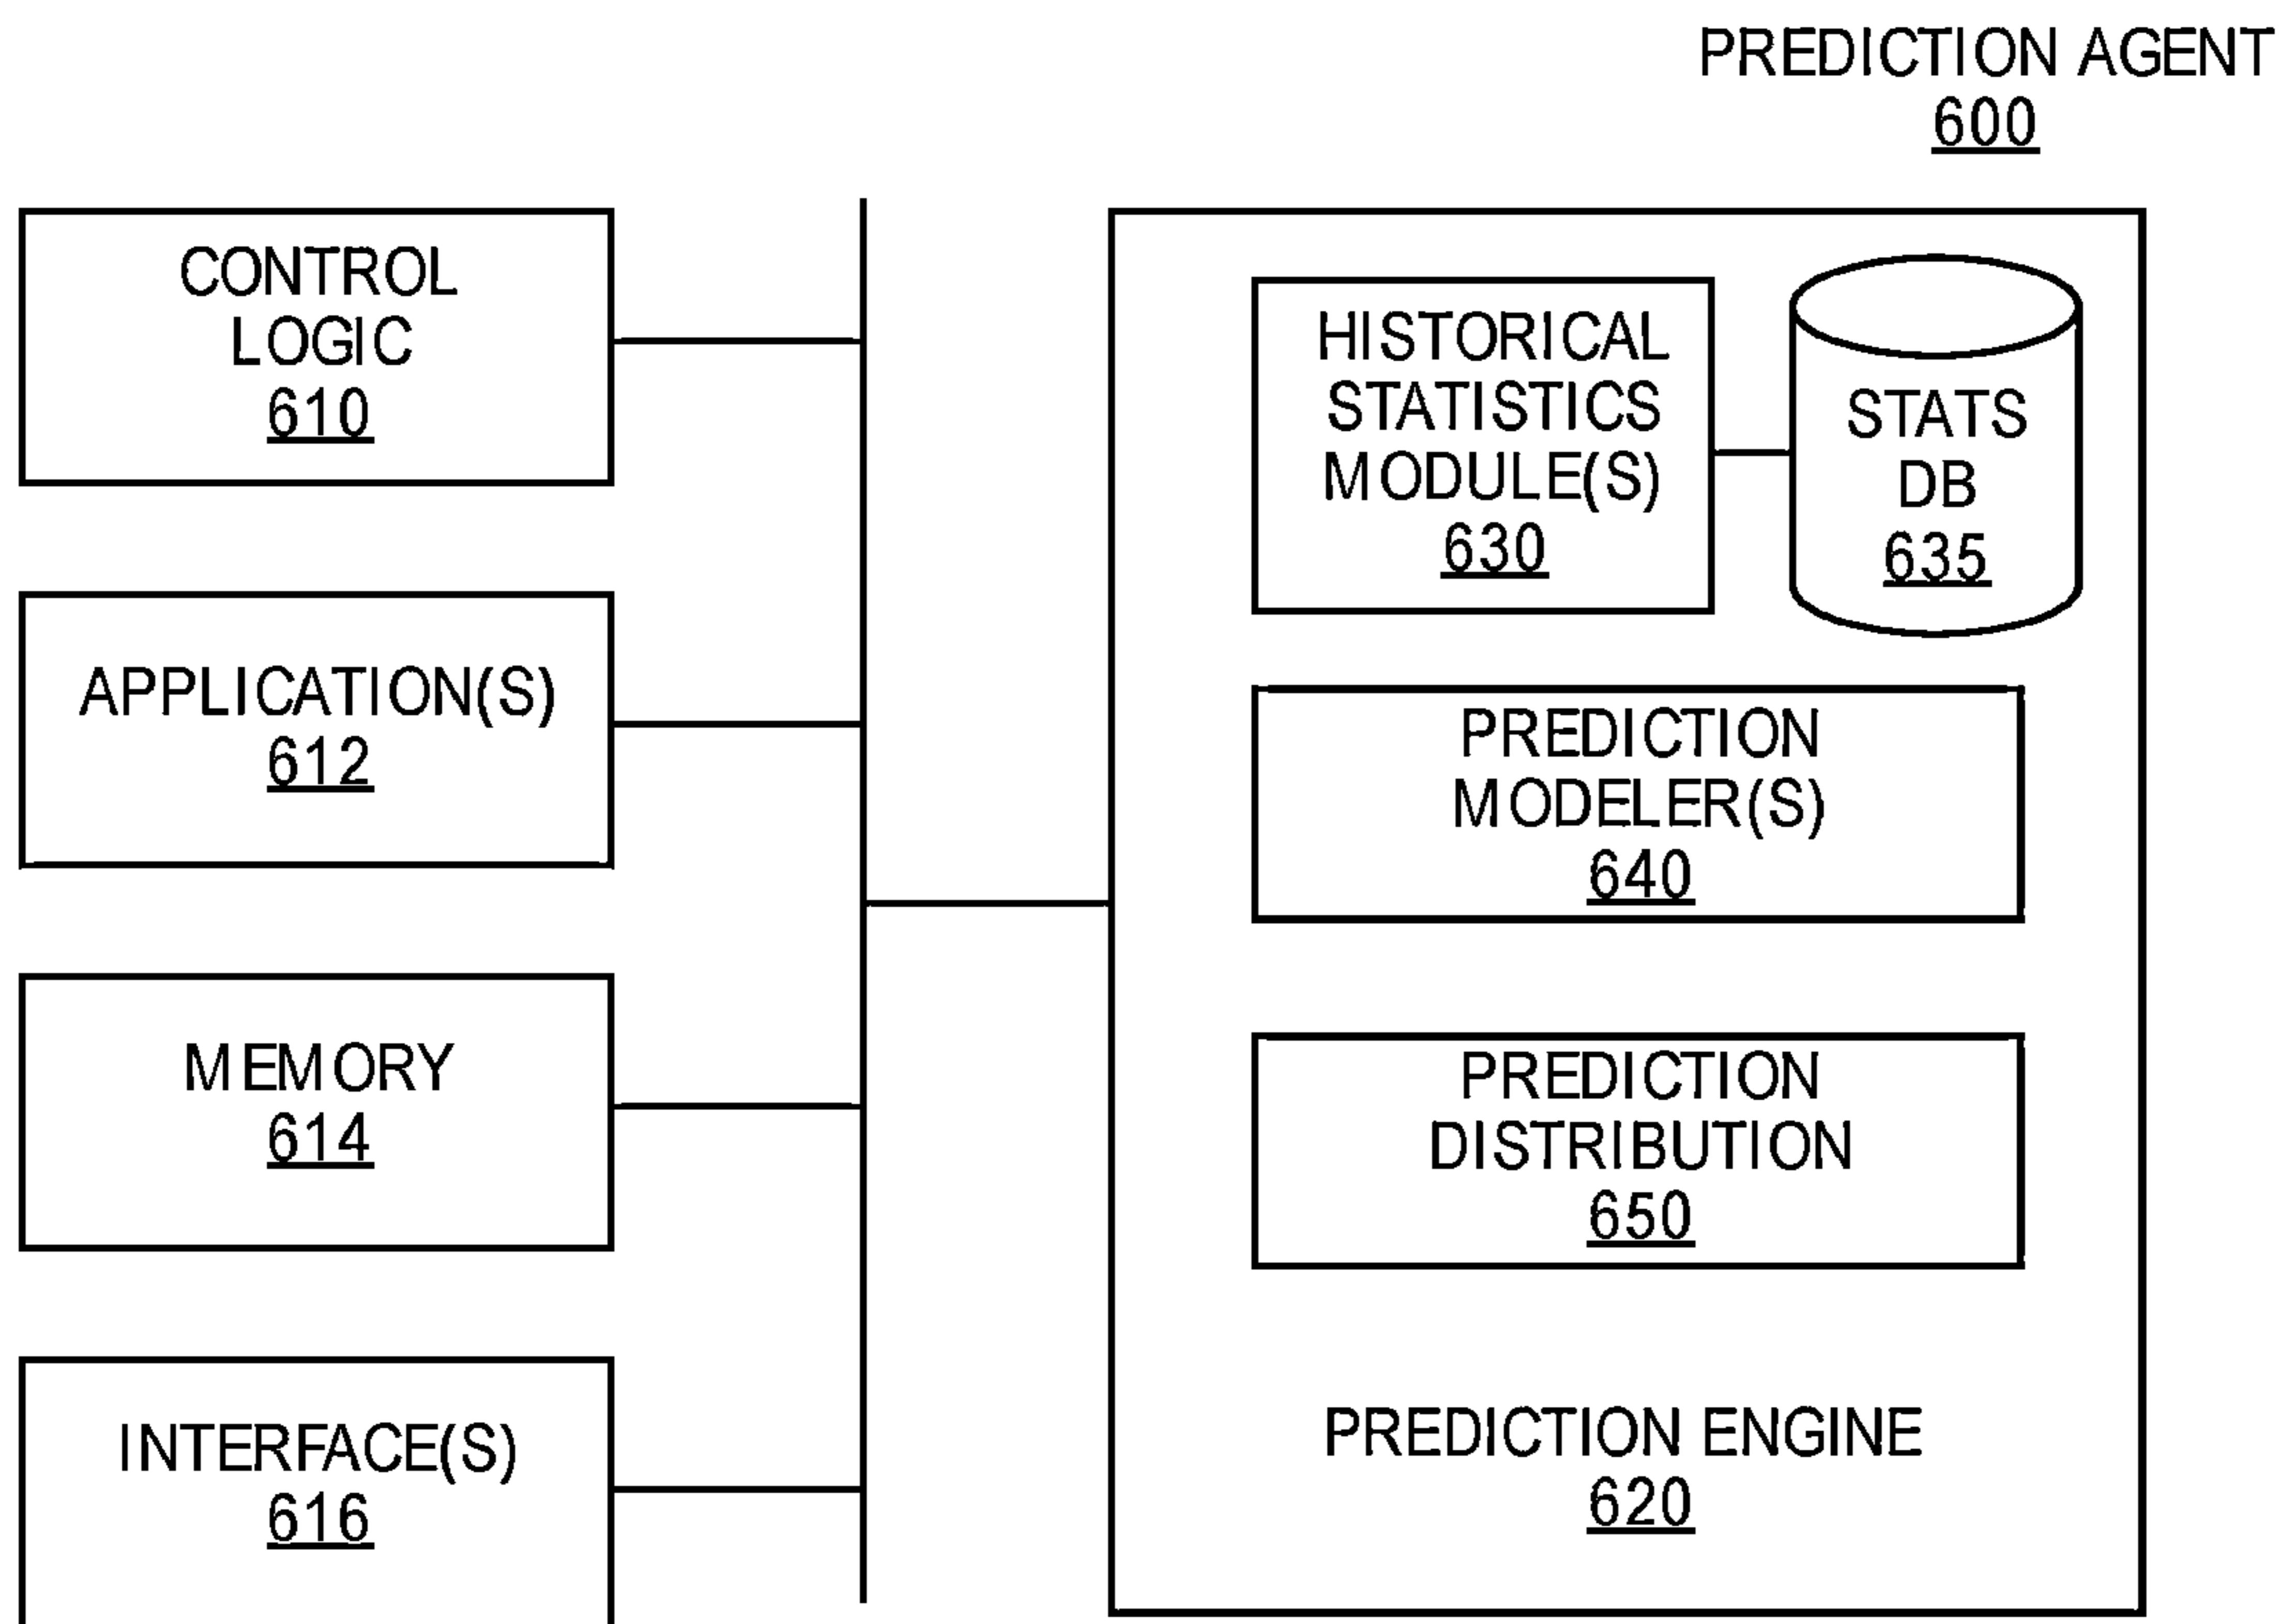 PREDICTION AGENT
600
CONTROL
LOGIC
610
APPLICATION(S)
612
MEMORY
614
INTERFACE(S)
616
HISTORICAL
STATISTICS
MODULE(S)
630
STATS
DB
635
PREDICTION
MODELER(S)
640
PREDICTION
DISTRIBUTION
650
PREDICTION ENGINE
620